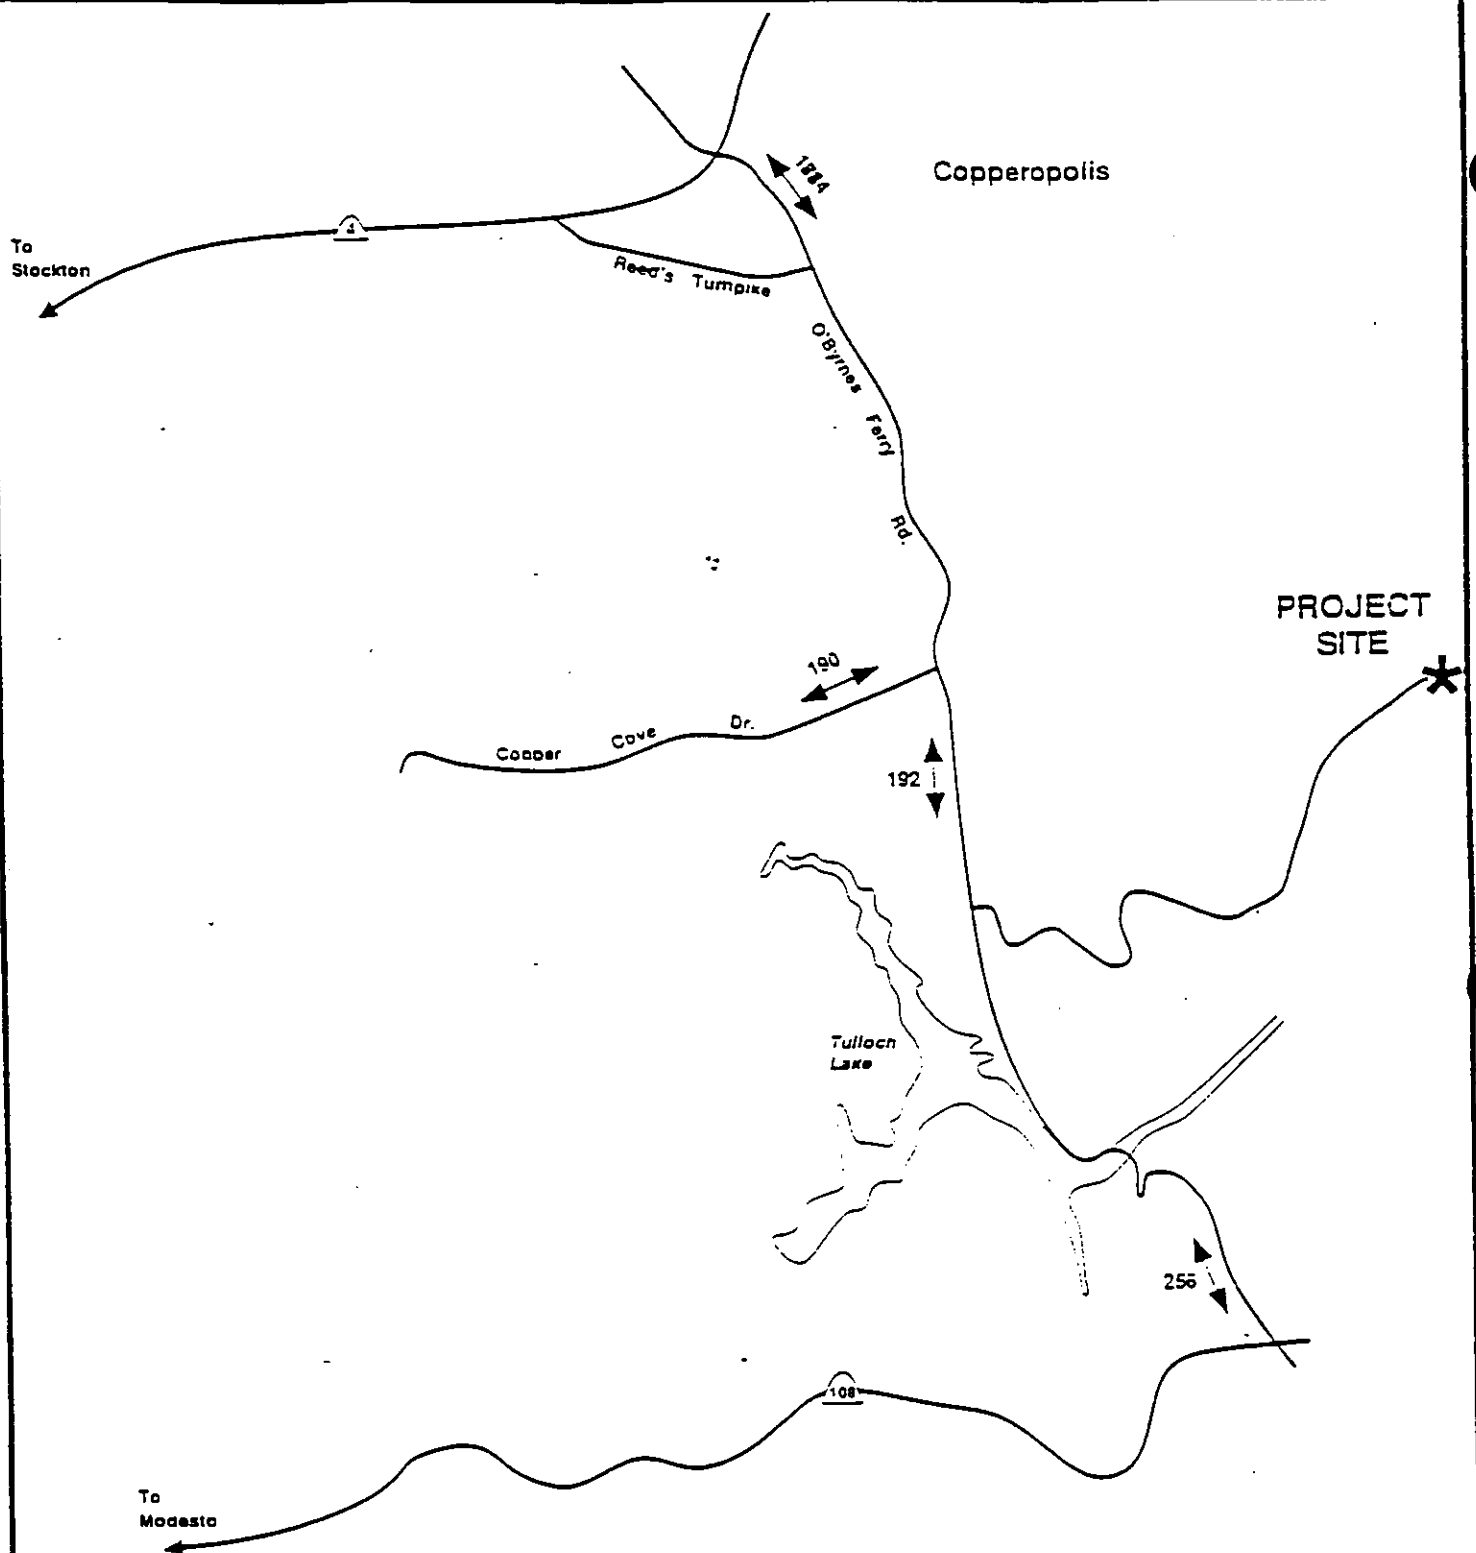 Copperopolis
1884
4
To
Stockton
Reed's Turnpike
O'Byrnes Ferry Rd.
PROJECT
SITE
190
Copper Cove Dr.
192
Tulloch
Lake
108
To
Modesto